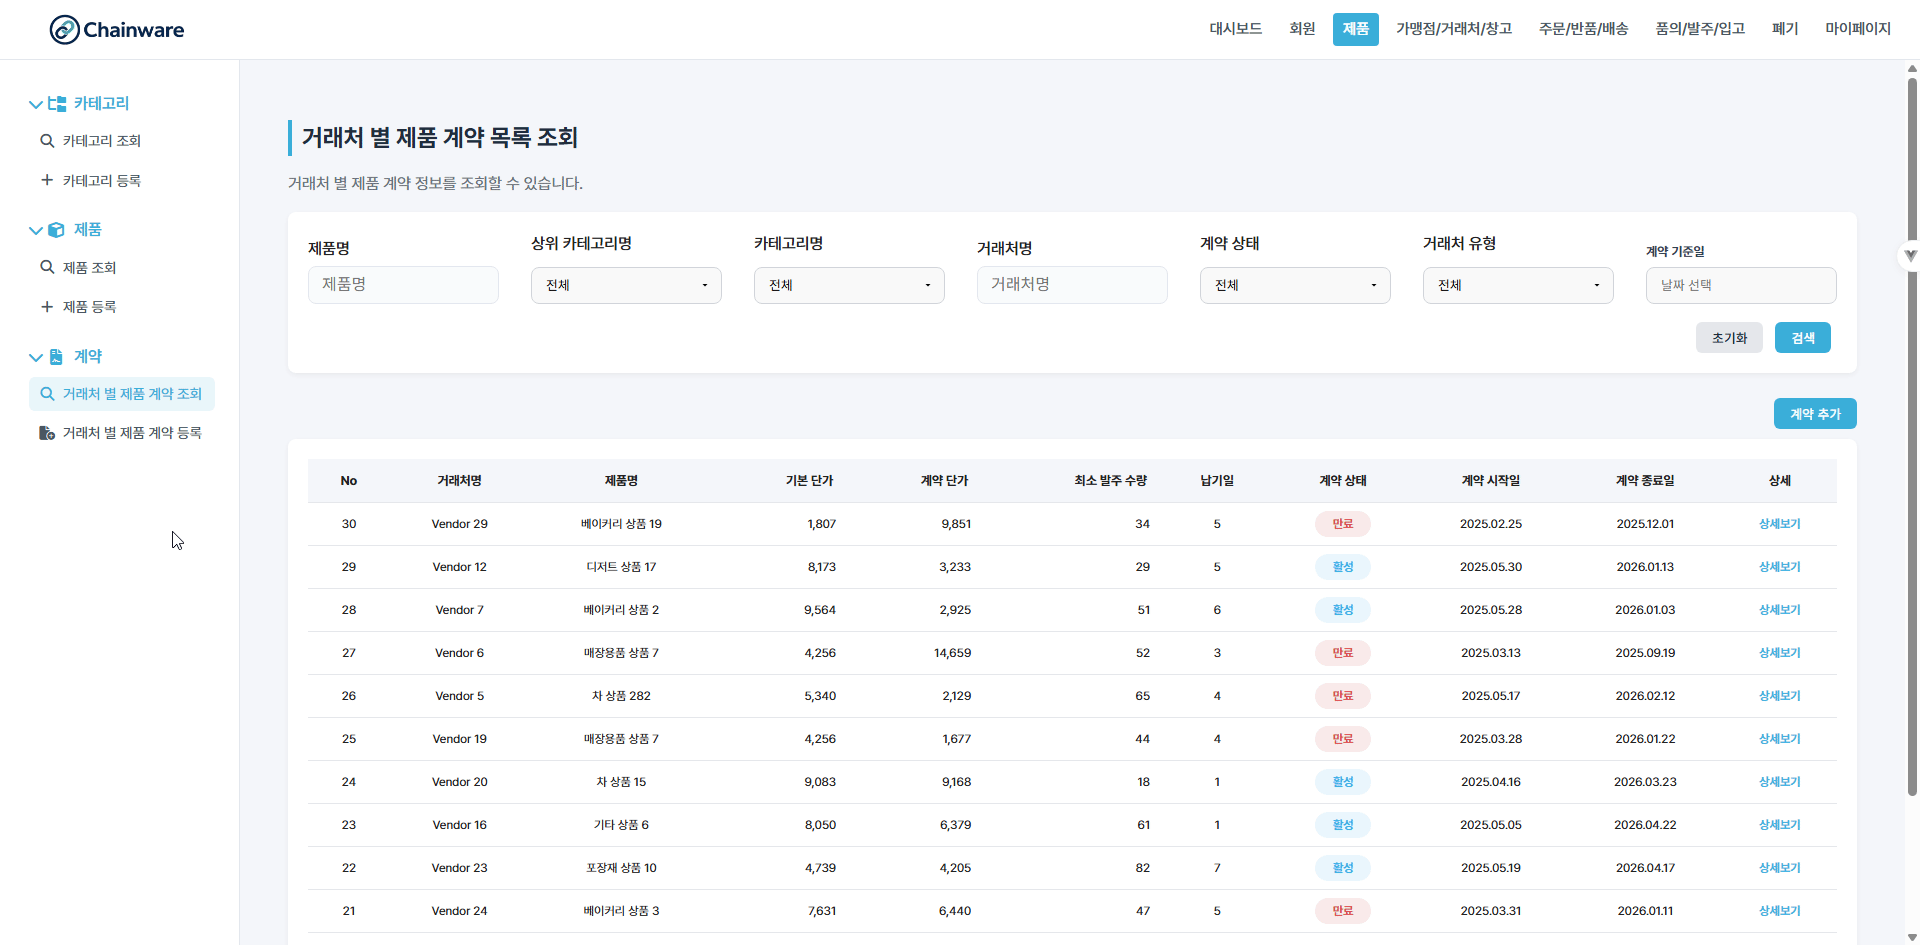 Chainware
대시보드 회원 제품 가맹점/거래처/창고 주문/반품/배송 품의/발주/입고 폐기 마이페이지
카테고리
카테고리 조회
카테고리 등록
제품
제품 조회
제품 등록
계약
거래처 별 제품 계약 조회
거래처 별 제품 계약 등록
거래처 별 제품 계약 목록 조회
거래처 별 제품 계약 정보를 조회할 수 있습니다.
제품명 상위 카테고리명 카테고리명 거래처명 계약 상태 거래처 유형 계약 기준일
제품명 전체 전체 거래처명 전체 전체 날짜 선택
초기화 검색
계약 추가
No 거래처명 제품명 기본 단가 계약 단가 최소 발주 수량 납기일 계약 상태 계약 시작일 계약 종료일 상세
30 Vendor 29 베이커리 상품 19 1,807 9,851 34 5 만료 2025.02.25 2025.12.01 상세보기
29 Vendor 12 디저트 상품 17 8,173 3,233 29 5 활성 2025.05.30 2026.01.13 상세보기
28 Vendor 7 베이커리 상품 2 9,564 2,925 51 6 활성 2025.05.28 2026.01.03 상세보기
27 Vendor 6 매장용품 상품 7 4,256 14,659 52 3 만료 2025.03.13 2025.09.19 상세보기
26 Vendor 5 차 상품 282 5,340 2,129 65 4 만료 2025.05.17 2026.02.12 상세보기
25 Vendor 19 매장용품 상품 7 4,256 1,677 44 4 만료 2025.03.28 2026.01.22 상세보기
24 Vendor 20 차 상품 15 9,083 9,168 18 1 활성 2025.04.16 2026.03.23 상세보기
23 Vendor 16 기타 상품 6 8,050 6,379 61 1 활성 2025.05.05 2026.04.22 상세보기
22 Vendor 23 포장재 상품 10 4,739 4,205 82 7 활성 2025.05.19 2026.04.17 상세보기
21 Vendor 24 베이커리 상품 3 7,631 6,440 47 5 만료 2025.03.31 2026.01.11 상세보기